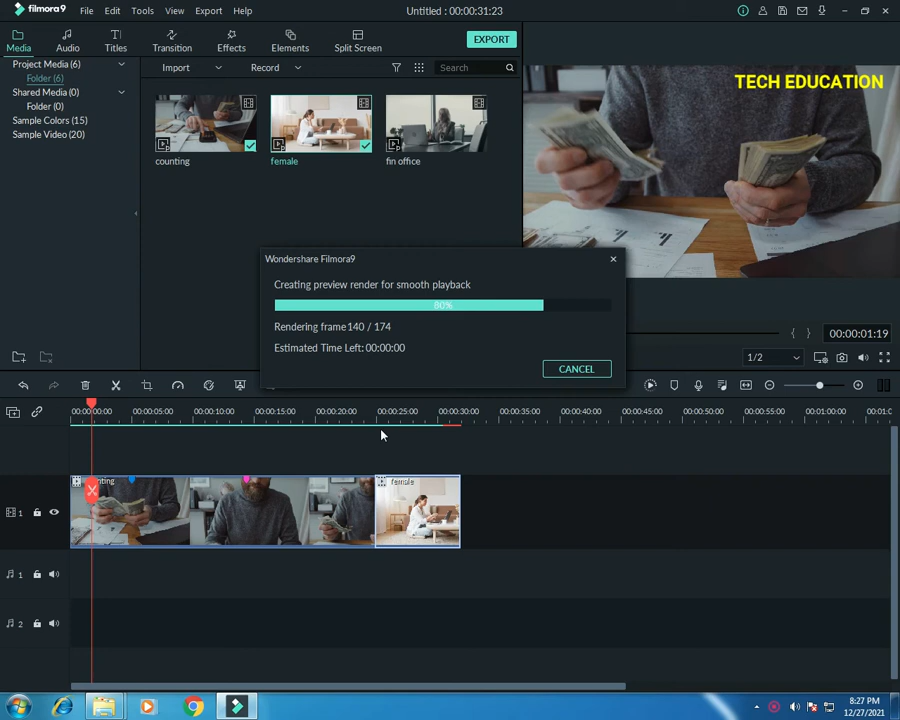 filmora9 File Edit Tools View Export Help Untitled : 00:00:31:23
Media Audio Titles Transition Effects Elements Split Screen EXPORT
Project Media (6)
Folder (6)
Shared Media (0)
Folder (0)
Sample Colors (15)
Sample Video (20)
Import Record Search
counting female fin office
TECH EDUCATION
Wondershare Filmora9
Creating preview render for smooth playback
80%
Rendering frame 140 / 174
Estimated Time Left: 00:00:00
CANCEL
00:00:01:19
1/2
00:00:00:00 00:00:05:00 00:00:10:00 00:00:15:00 00:00:20:00 00:00:25:00 00:00:30:00 00:00:35:00 00:00:40:00 00:00:45:00 00:00:50:00 00:00:55:00 00:01:00:00
female
1
1
2
8:27 PM
12/27/2021